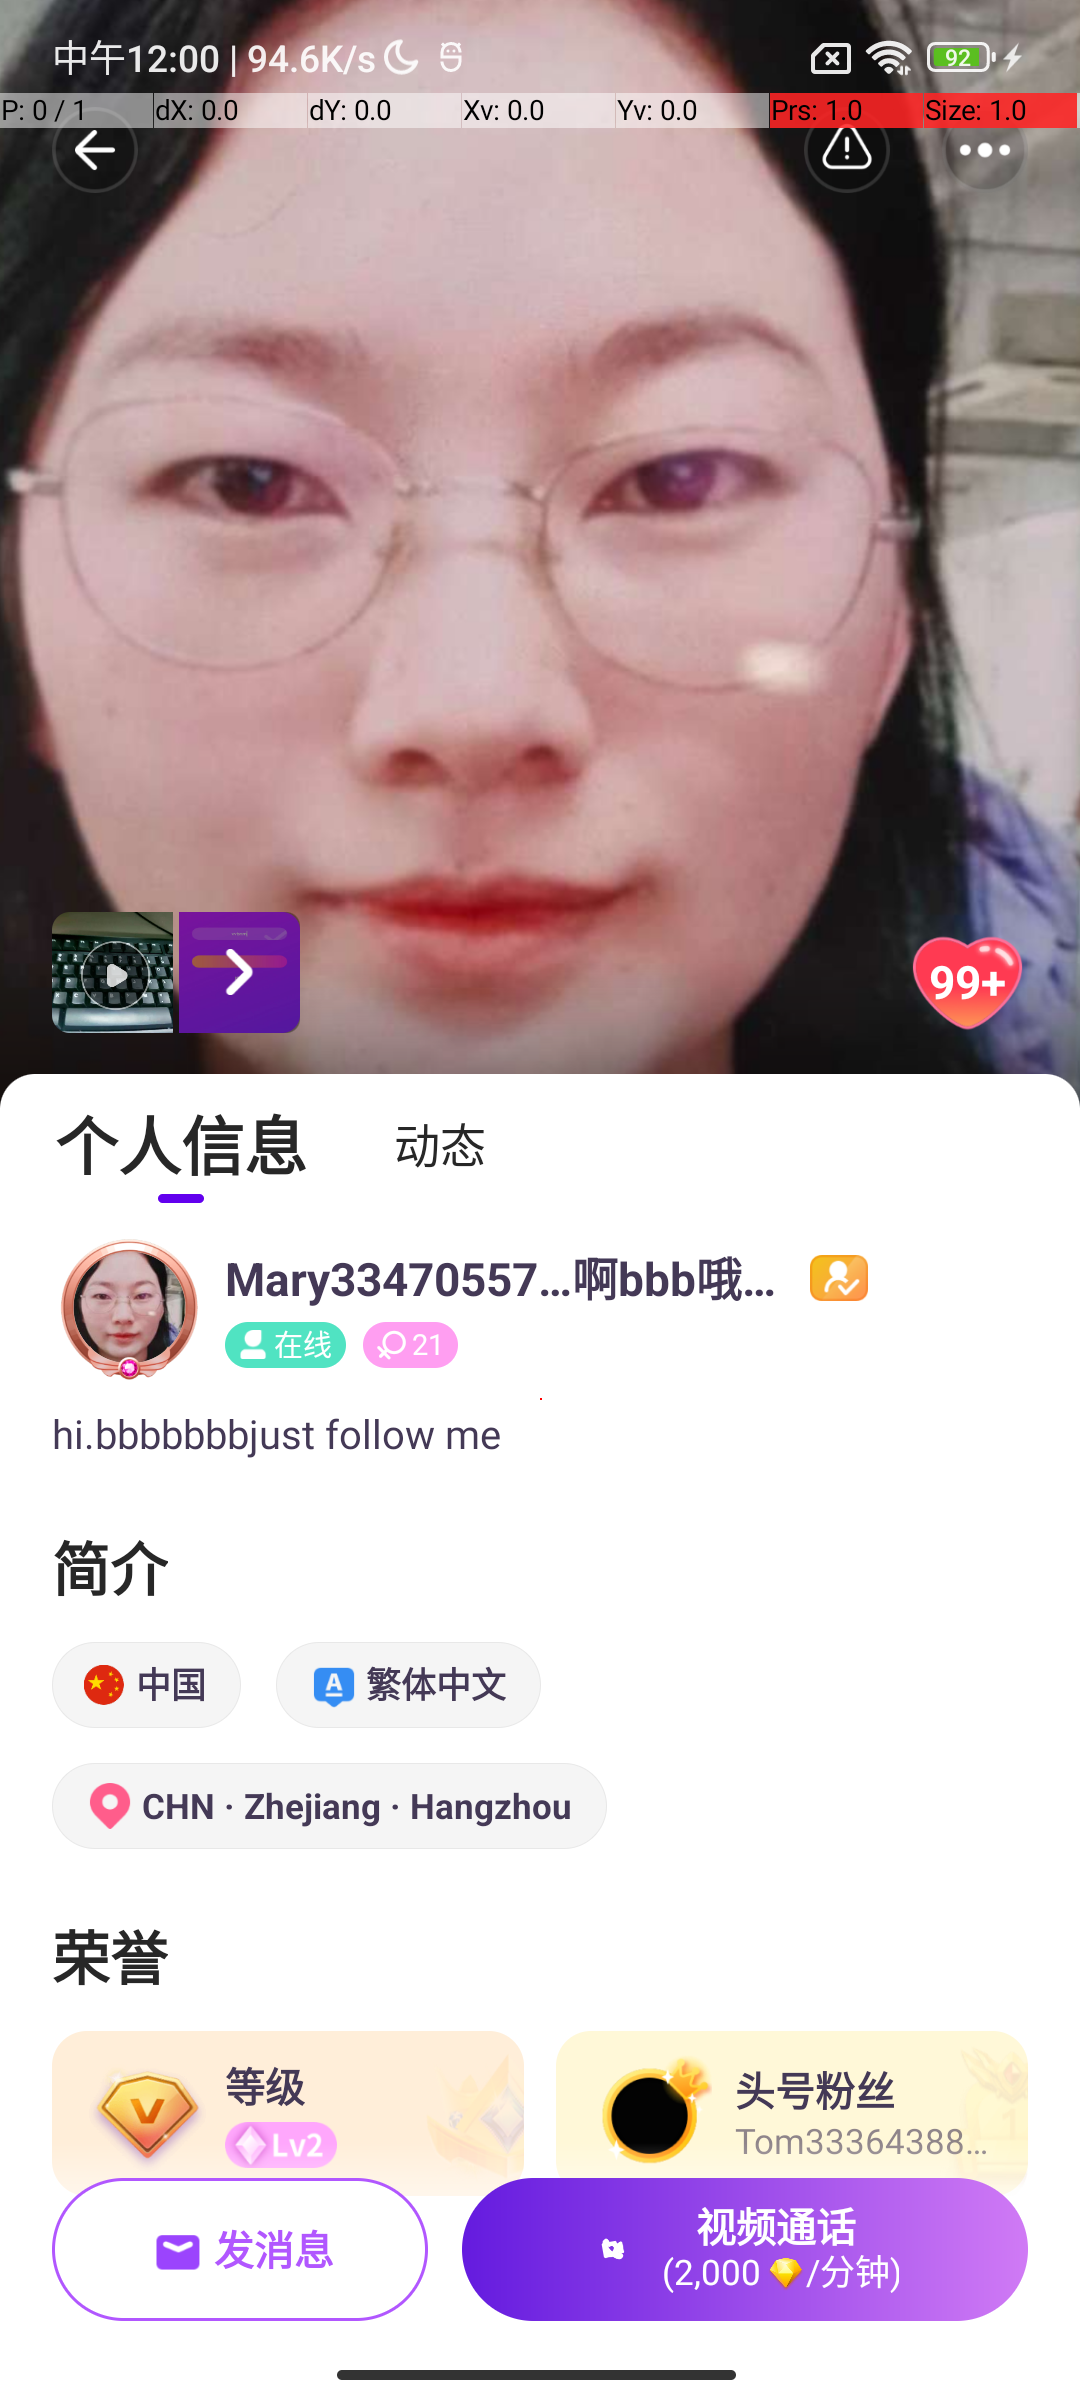 中午12:00 | 94.6K/s 92
P: 0 / 1 dX: 0.0 dY: 0.0 Xv: 0.0 Yv: 0.0 Prs: 1.0 Size: 1.0
99+
个人信息 动态
Mary33470557...啊bbb哦...
在线 21
hi.bbbbbbbjust follow me
简介
中国 繁体中文
CHN · Zhejiang · Hangzhou
荣誉
等级 头号粉丝
Lv2 Tom33364388...
发消息 视频通话
(2,000 /分钟)